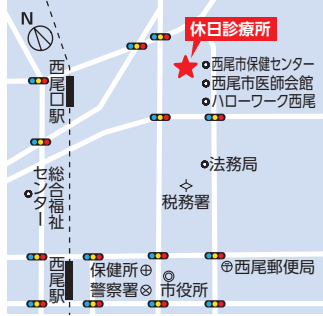 N
休日診療所
西尾市保健センター
西尾市医師会館
ハローワーク西尾
西尾口駅
法務局
総合福祉
センター
税務署
西尾駅
保健所
警察署
市役所
西尾郵便局